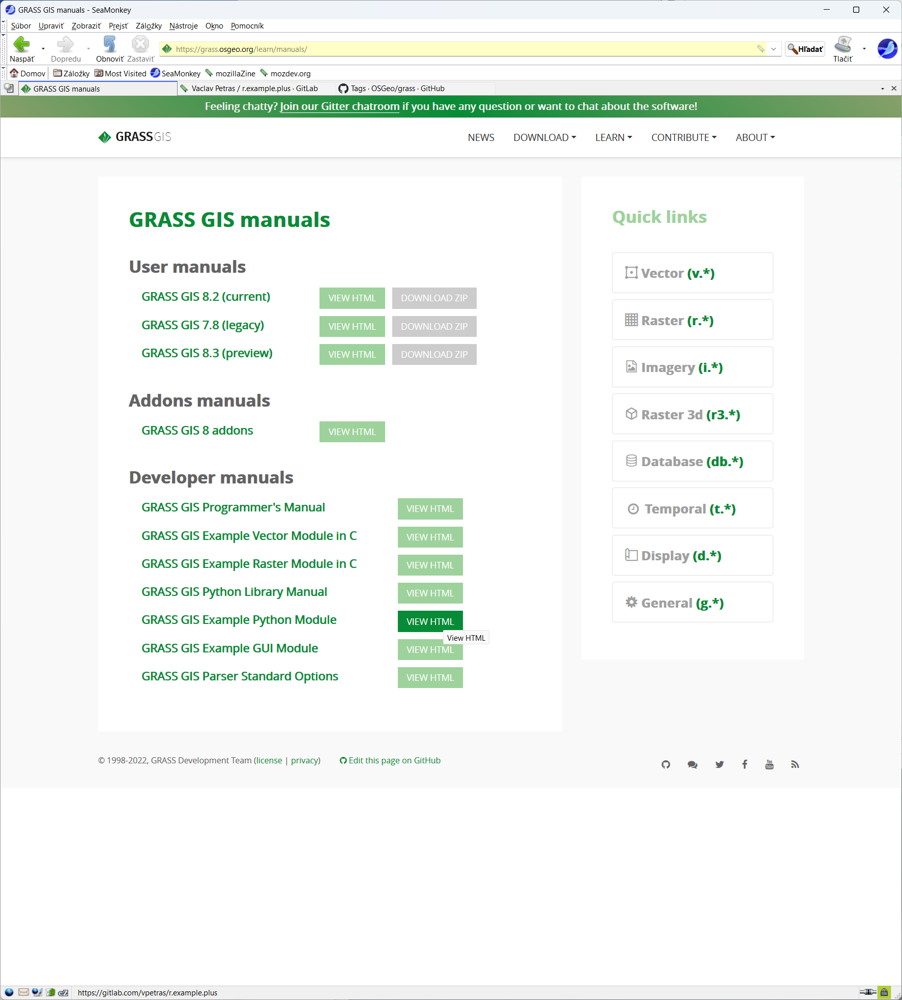 GRASS GIS manuals - SeaMonkey
Súbor Upraviť Zobraziť Prejsť Záložky Nástroje Okno Pomocník
Naspäť Dopredu Obnoviť Zastaviť https://grass.osgeo.org/learn/manuals/ Hľadať Tlačiť
Domov Záložky Most Visited SeaMonkey mozillaZine mozdev.org
GRASS GIS manuals Vaclav Petras / r.example.plus · GitLab Tags · OSGeo/grass · GitHub
Feeling chatty? Join our Gitter chatroom if you have any question or want to chat about the software!
GRASS GIS NEWS DOWNLOAD LEARN CONTRIBUTE ABOUT
GRASS GIS manuals
User manuals
GRASS GIS 8.2 (current) VIEW HTML DOWNLOAD ZIP
GRASS GIS 7.8 (legacy) VIEW HTML DOWNLOAD ZIP
GRASS GIS 8.3 (preview) VIEW HTML DOWNLOAD ZIP
Addons manuals
GRASS GIS 8 addons VIEW HTML
Developer manuals
GRASS GIS Programmer's Manual VIEW HTML
GRASS GIS Example Vector Module in C VIEW HTML
GRASS GIS Example Raster Module in C VIEW HTML
GRASS GIS Python Library Manual VIEW HTML
GRASS GIS Example Python Module VIEW HTML
View HTML
GRASS GIS Example GUI Module VIEW HTML
GRASS GIS Parser Standard Options VIEW HTML
Quick links
Vector (v.*)
Raster (r.*)
Imagery (i.*)
Raster 3d (r3.*)
Database (db.*)
Temporal (t.*)
Display (d.*)
General (g.*)
© 1998-2022, GRASS Development Team (license | privacy) Edit this page on GitHub
You Tube
cZ https://gitlab.com/vpetras/r.example.plus